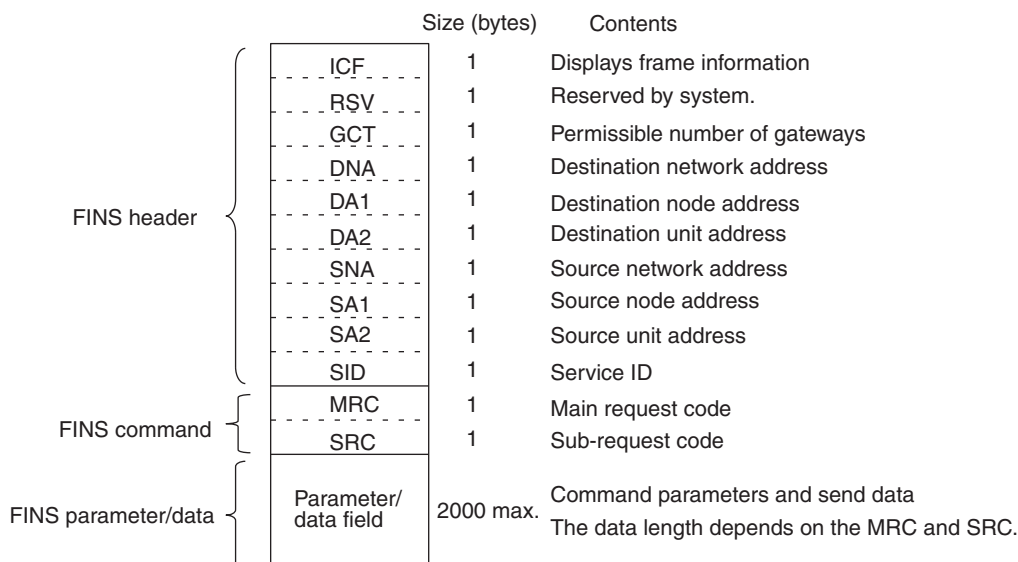 Size (bytes) Contents
ICF 1 Displays frame information
RSV 1 Reserved by system.
GCT 1 Permissible number of gateways
DNA 1 Destination network address
DA1 1 Destination node address
FINS header
DA2 1 Destination unit address
SNA 1 Source network address
SA1 1 Source node address
SA2 1 Source unit address
SID 1 Service ID
MRC 1 Main request code
FINS command
SRC 1 Sub-request code
FINS parameter/data
Parameter/
data field
2000 max.
Command parameters and send data
The data length depends on the MRC and SRC.